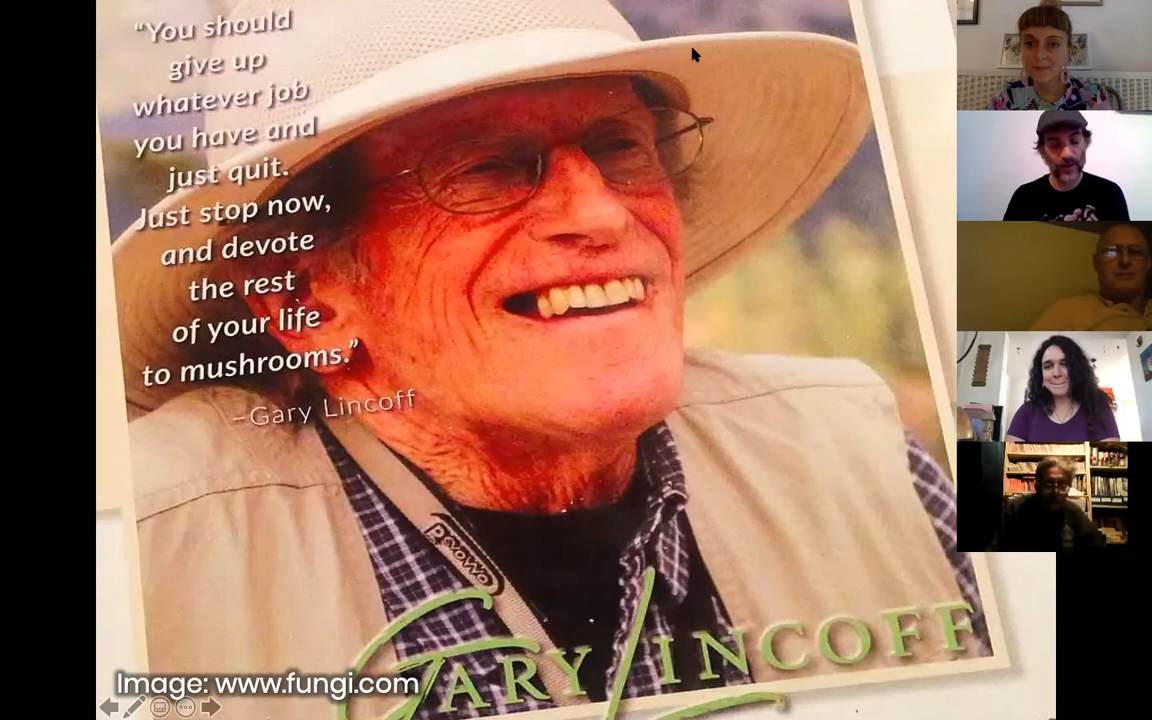 “You should
give up
whatever job
you have and
just quit.
Just stop now,
and devote
the rest
of your life
to mushrooms.”
–Gary Lincoff
GARY LINCOFF
Image: www.fungi.com